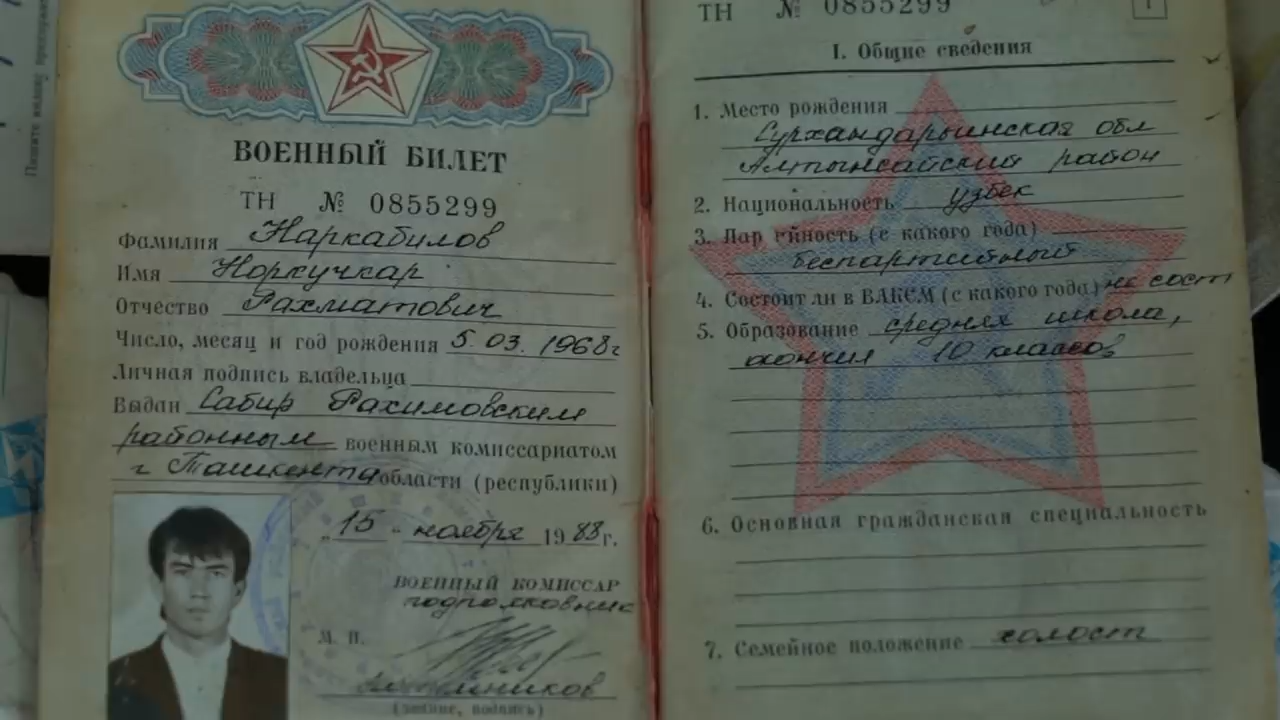 ВОЕННЫЙ БИЛЕТ
ТН № 0855299
Фамилия Наркабилов
Имя Норкучкар
Отчество Рахматович
Число, месяц и год рождения 5.03.1968г
Личная подпись владельца
Выдан Сабир Рахимовским
районным военным комиссариатом
г Ташкента области (республики)
„15„ ноября 1988г.
ВОЕННЫЙ КОМИССАР
подполковник
М. П.
(звание, подпись)
ТН № 0855299
1
I. Общие сведения
1. Место рождения
Сурхандарьинская обл
Алтынсайский район
2. Национальность узбек
3. Партийность (с какого года)
беспартийный
4. Состоит ли в ВЛКСМ (с какого года) не сост
5. Образование средняя школа,
окончил 10 классов
6. Основная гражданская специальность
7. Семейное положение холост